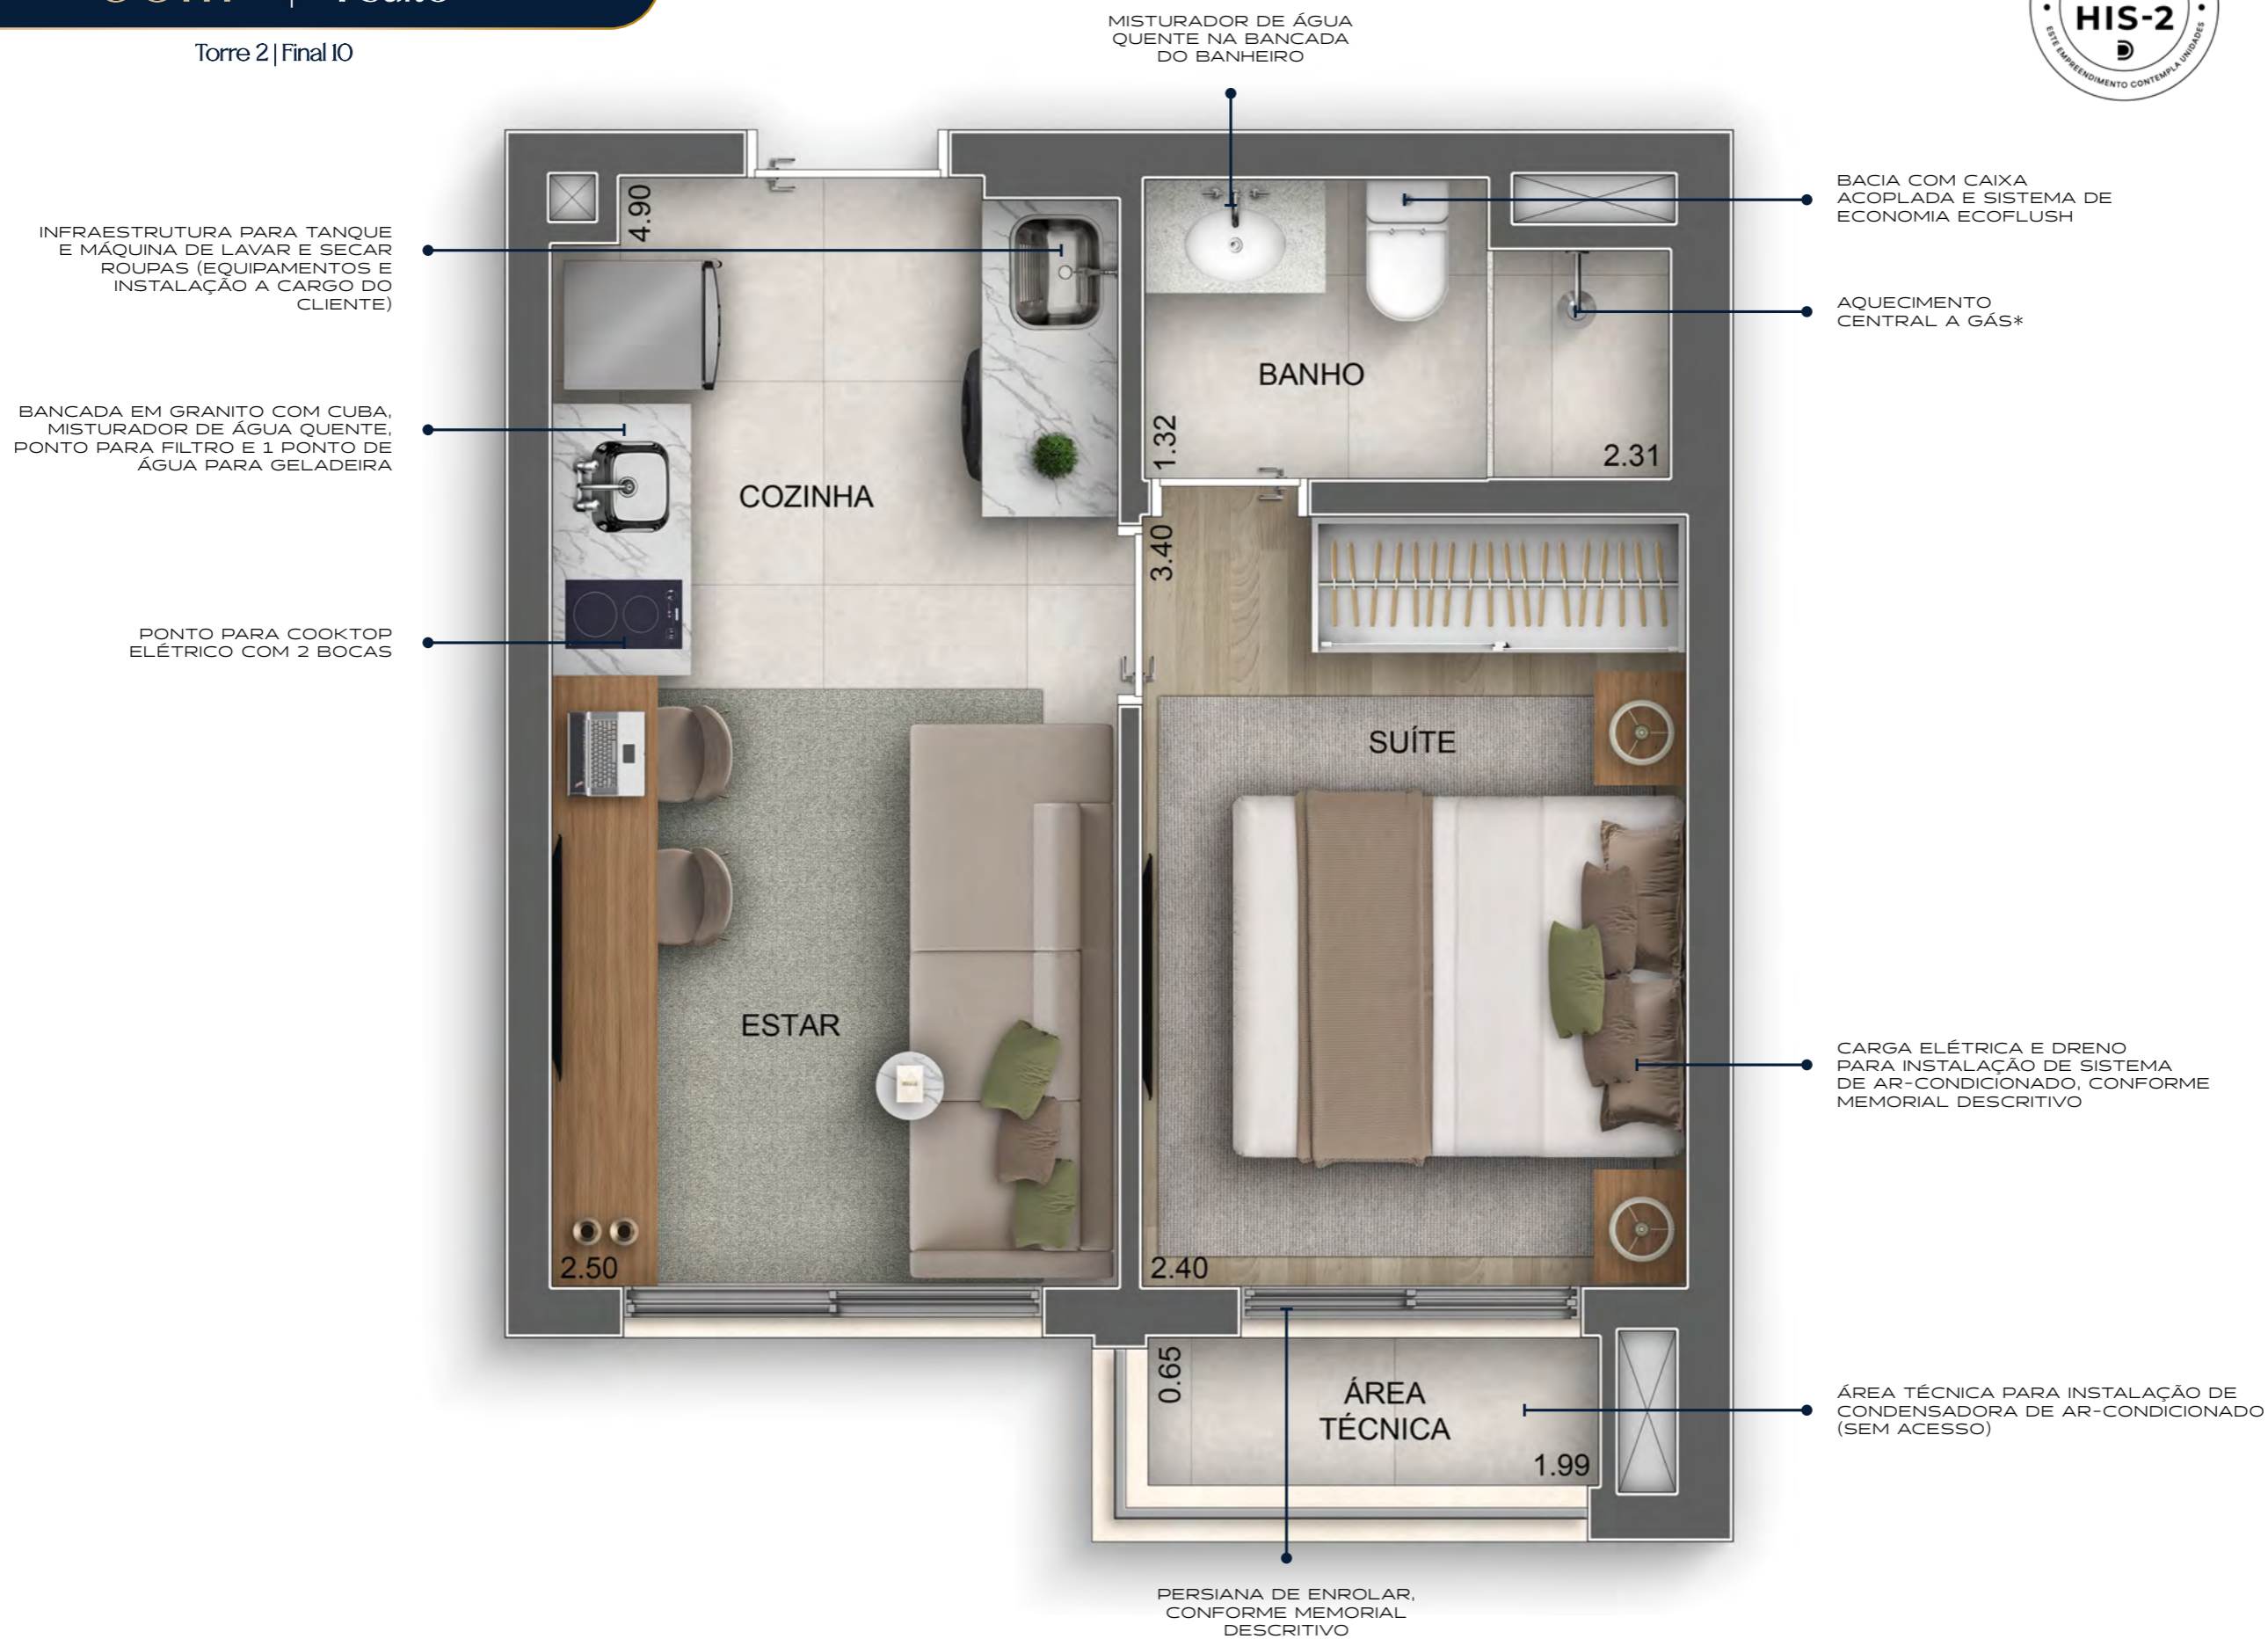 Torre 2 | Final 10
HIS-2
ESTE EMPREENDIMENTO CONTEMPLA UNIDADES
MISTURADOR DE ÁGUA
QUENTE NA BANCADA
DO BANHEIRO
BACIA COM CAIXA
ACOPLADA E SISTEMA DE
ECONOMIA ECOFLUSH
INFRAESTRUTURA PARA TANQUE
E MÁQUINA DE LAVAR E SECAR
ROUPAS (EQUIPAMENTOS E
INSTALAÇÃO A CARGO DO
CLIENTE)
AQUECIMENTO
CENTRAL A GÁS*
BANCADA EM GRANITO COM CUBA,
MISTURADOR DE ÁGUA QUENTE,
PONTO PARA FILTRO E 1 PONTO DE
ÁGUA PARA GELADEIRA
PONTO PARA COOKTOP
ELÉTRICO COM 2 BOCAS
4.90
BANHO
1.32
2.31
COZINHA
3.40
SUÍTE
ESTAR
2.50
2.40
CARGA ELÉTRICA E DRENO
PARA INSTALAÇÃO DE SISTEMA
DE AR-CONDICIONADO, CONFORME
MEMORIAL DESCRITIVO
0.65
ÁREA
TÉCNICA
1.99
ÁREA TÉCNICA PARA INSTALAÇÃO DE
CONDENSADORA DE AR-CONDICIONADO
(SEM ACESSO)
PERSIANA DE ENROLAR,
CONFORME MEMORIAL
DESCRITIVO